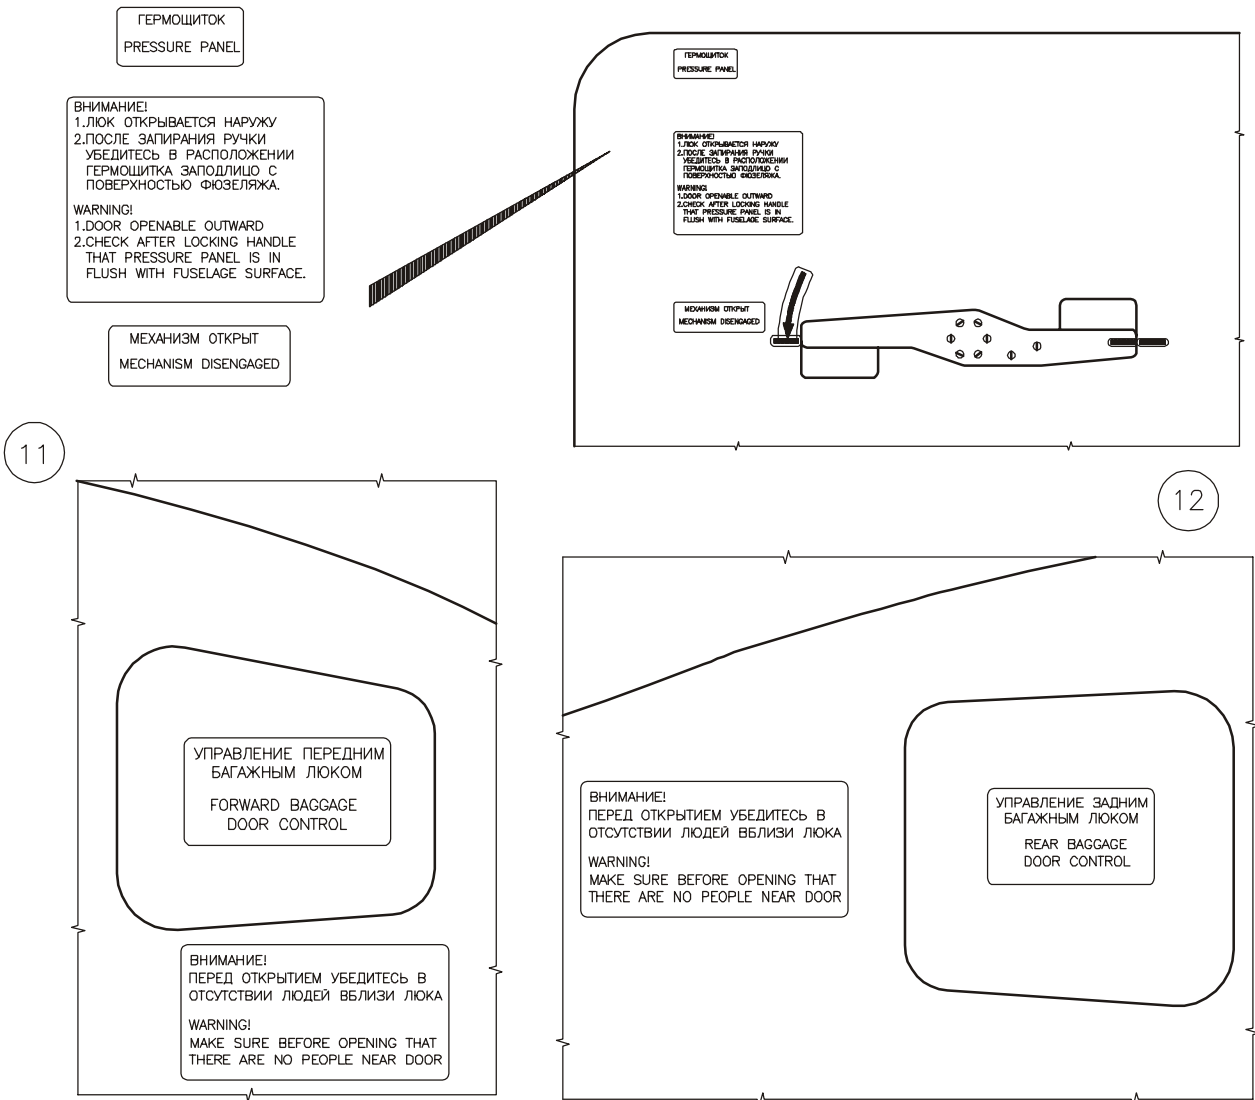 ГЕРМОЩИТОК
PRESSURE PANEL
ВНИМАНИЕ!
1.ЛЮК ОТКРЫВАЕТСЯ НАРУЖУ
2.ПОСЛЕ ЗАПИРАНИЯ РУЧКИ
УБЕДИТЕСЬ В РАСПОЛОЖЕНИИ
ГЕРМОЩИТКА ЗАПОДЛИЦО С
ПОВЕРХНОСТЬЮ ФЮЗЕЛЯЖА.
WARNING!
1.DOOR OPENABLE OUTWARD
2.CHECK AFTER LOCKING HANDLE
THAT PRESSURE PANEL IS IN
FLUSH WITH FUSELAGE SURFACE.
МЕХАНИЗМ ОТКРЫТ
MECHANISM DISENGAGED
ГЕРМОЩИТОК
PRESSURE PANEL
ВНИМАНИЕ!
1.ЛЮК ОТКРЫВАЕТСЯ НАРУЖУ
2.ПОСЛЕ ЗАПИРАНИЯ РУЧКИ
УБЕДИТЕСЬ В РАСПОЛОЖЕНИИ
ГЕРМОЩИТКА ЗАПОДЛИЦО С
ПОВЕРХНОСТЬЮ ФЮЗЕЛЯЖА.
WARNING!
1.DOOR OPENABLE OUTWARD
2.CHECK AFTER LOCKING HANDLE
THAT PRESSURE PANEL IS IN
FLUSH WITH FUSELAGE SURFACE.
МЕХАНИЗМ ОТКРЫТ
MECHANISM DISENGAGED
11
УПРАВЛЕНИЕ ПЕРЕДНИМ
БАГАЖНЫМ ЛЮКОМ
FORWARD BAGGAGE
DOOR CONTROL
ВНИМАНИЕ!
ПЕРЕД ОТКРЫТИЕМ УБЕДИТЕСЬ В
ОТСУТСТВИИ ЛЮДЕЙ ВБЛИЗИ ЛЮКА
WARNING!
MAKE SURE BEFORE OPENING THAT
THERE ARE NO PEOPLE NEAR DOOR
12
ВНИМАНИЕ!
ПЕРЕД ОТКРЫТИЕМ УБЕДИТЕСЬ В
ОТСУТСТВИИ ЛЮДЕЙ ВБЛИЗИ ЛЮКА
WARNING!
MAKE SURE BEFORE OPENING THAT
THERE ARE NO PEOPLE NEAR DOOR
УПРАВЛЕНИЕ ЗАДНИМ
БАГАЖНЫМ ЛЮКОМ
REAR BAGGAGE
DOOR CONTROL